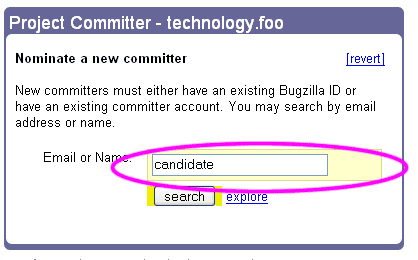 Project Committer - technology.foo
Nominate a new committer [revert]
New committers must either have an existing Bugzilla ID or
have an existing committer account. You may search by email
address or name.
Email or Name: candidate
search explore